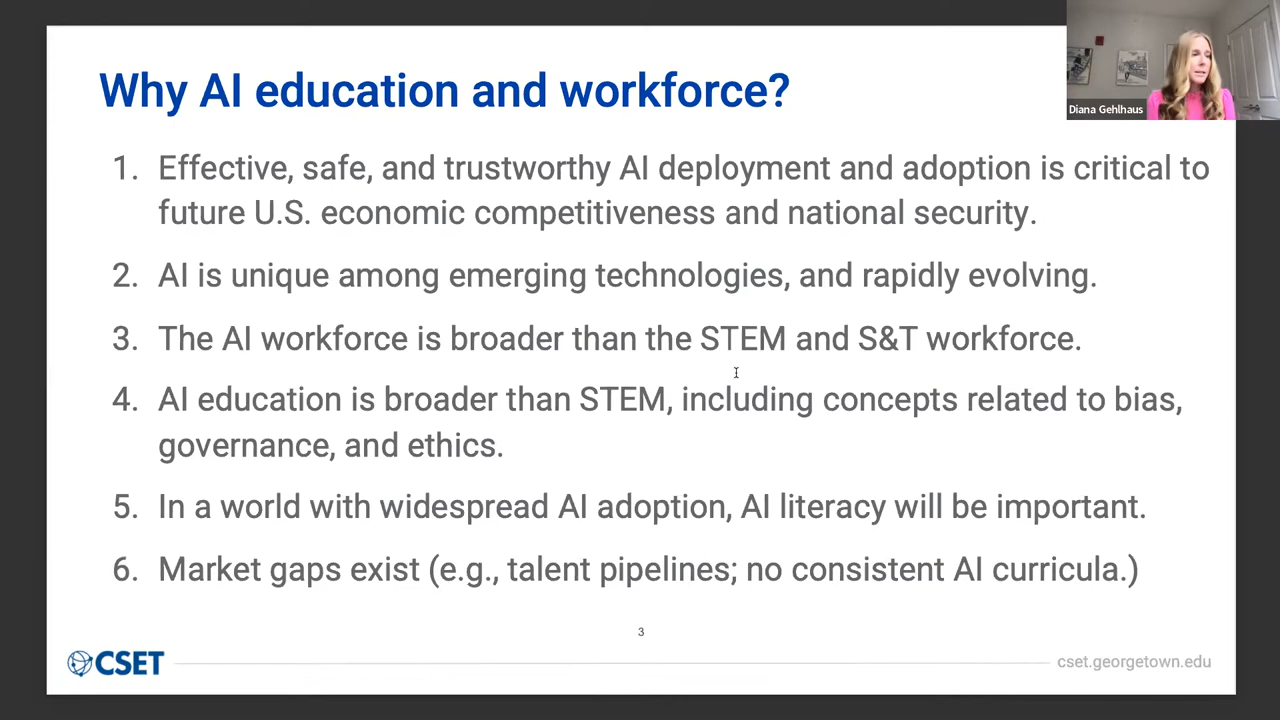 Why AI education and workforce?
Diana Gehlhaus
1. Effective, safe, and trustworthy AI deployment and adoption is critical to
future U.S. economic competitiveness and national security.
2. AI is unique among emerging technologies, and rapidly evolving.
3. The AI workforce is broader than the STEM and S&T workforce.
4. AI education is broader than STEM, including concepts related to bias,
governance, and ethics.
5. In a world with widespread AI adoption, AI literacy will be important.
6. Market gaps exist (e.g., talent pipelines; no consistent AI curricula.)
3
CSET
cset.georgetown.edu